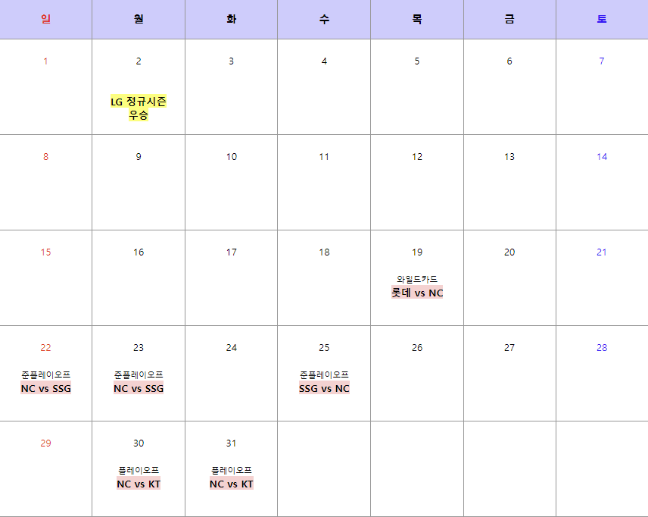 일 월 화 수 목 금 토
1 2 3 4 5 6 7
LG 정규시즌
우승
8 9 10 11 12 13 14
15 16 17 18 19 20 21
와일드카드
롯데 vs NC
22 23 24 25 26 27 28
준플레이오프 준플레이오프 준플레이오프
NC vs SSG NC vs SSG SSG vs NC
29 30 31
플레이오프 플레이오프
NC vs KT NC vs KT